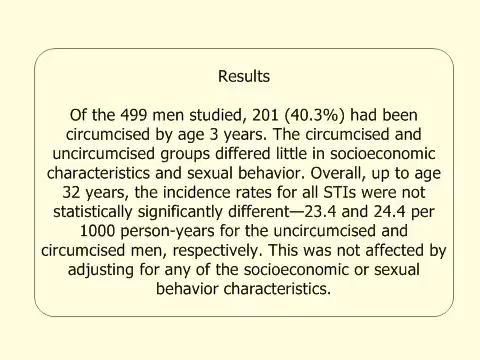 Results
Of the 499 men studied, 201 (40.3%) had been
circumcised by age 3 years. The circumcised and
uncircumcised groups differed little in socioeconomic
characteristics and sexual behavior. Overall, up to age
32 years, the incidence rates for all STIs were not
statistically significantly different—23.4 and 24.4 per
1000 person-years for the uncircumcised and
circumcised men, respectively. This was not affected by
adjusting for any of the socioeconomic or sexual
behavior characteristics.